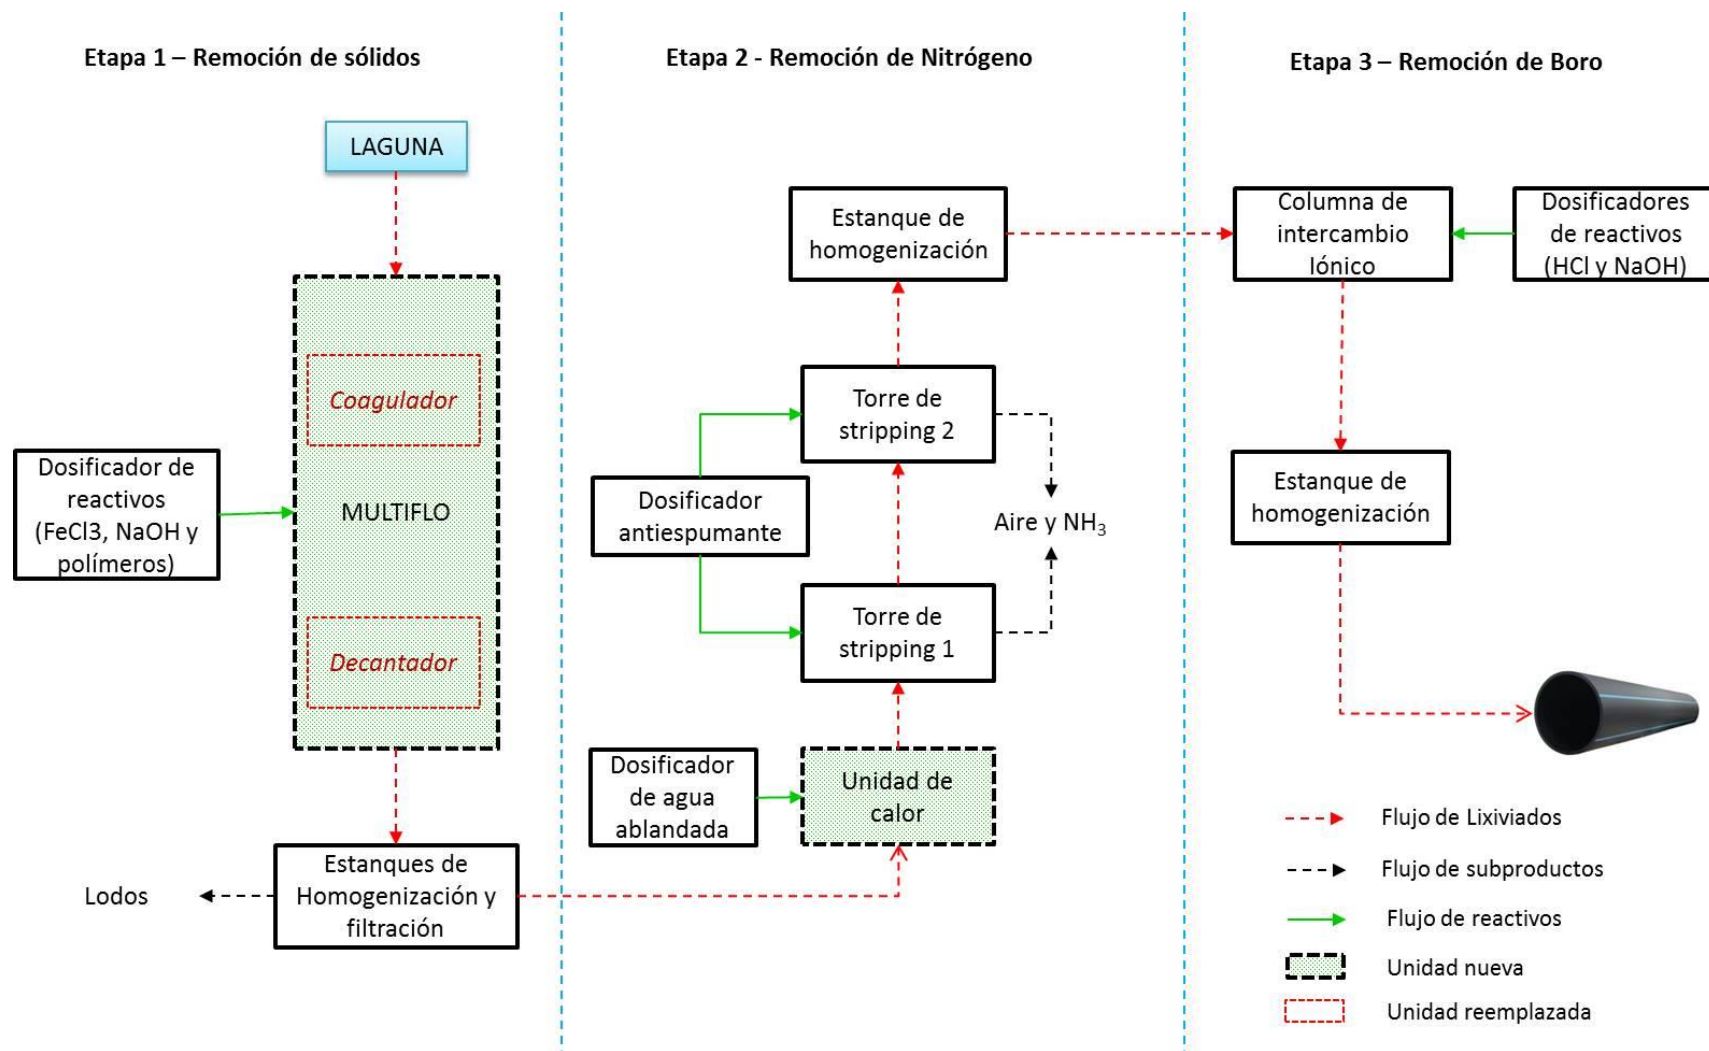 Etapa 1 – Remoción de sólidos
LAGUNA
Coagulador
Dosificador de
reactivos
(FeCl3, NaOH y
polímeros)
MULTIFLO
Decantador
Estanques de
Homogenización y
filtración
Lodos
Etapa 2 - Remoción de Nitrógeno
Estanque de
homogenización
Torre de
stripping 2
Dosificador
antiespumante
Aire y NH₃
Torre de
stripping 1
Dosificador
de agua
ablandada
Unidad de
calor
Etapa 3 – Remoción de Boro
Columna de
intercambio
Iónico
Dosificadores
de reactivos
(HCl y NaOH)
Estanque de
homogenización
Flujo de Lixiviados
Flujo de subproductos
Flujo de reactivos
Unidad nueva
Unidad reemplazada